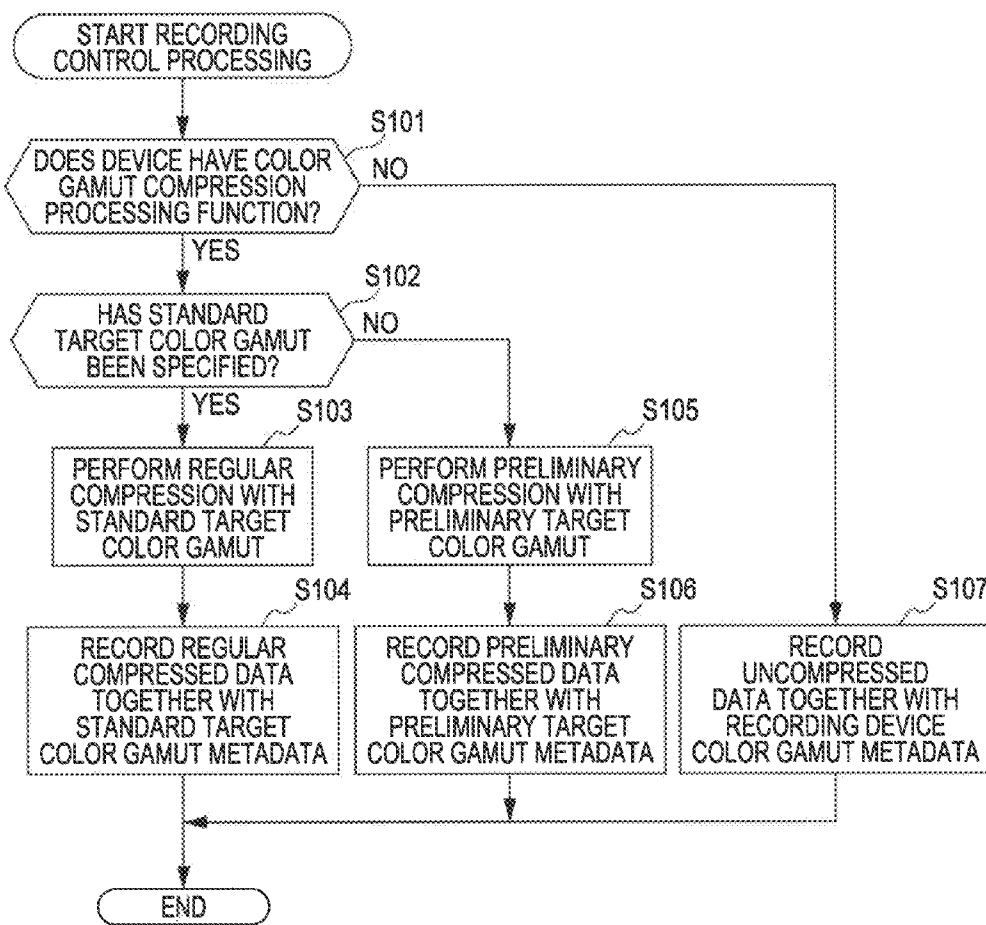 START RECORDING
CONTROL PROCESSING
S101
DOES DEVICE HAVE COLOR
GAMUT COMPRESSION
PROCESSING FUNCTION?
NO
YES
S102
HAS STANDARD
TARGET COLOR GAMUT
BEEN SPECIFIED?
NO
YES
S103
PERFORM REGULAR
COMPRESSION WITH
STANDARD TARGET
COLOR GAMUT
S105
PERFORM PRELIMINARY
COMPRESSION WITH
PRELIMINARY TARGET
COLOR GAMUT
S104
RECORD REGULAR
COMPRESSED DATA
TOGETHER WITH
STANDARD TARGET
COLOR GAMUT METADATA
S106
RECORD PRELIMINARY
COMPRESSED DATA
TOGETHER WITH
PRELIMINARY TARGET
COLOR GAMUT METADATA
S107
RECORD
UNCOMPRESSED
DATA TOGETHER WITH
RECORDING DEVICE
COLOR GAMUT METADATA
END